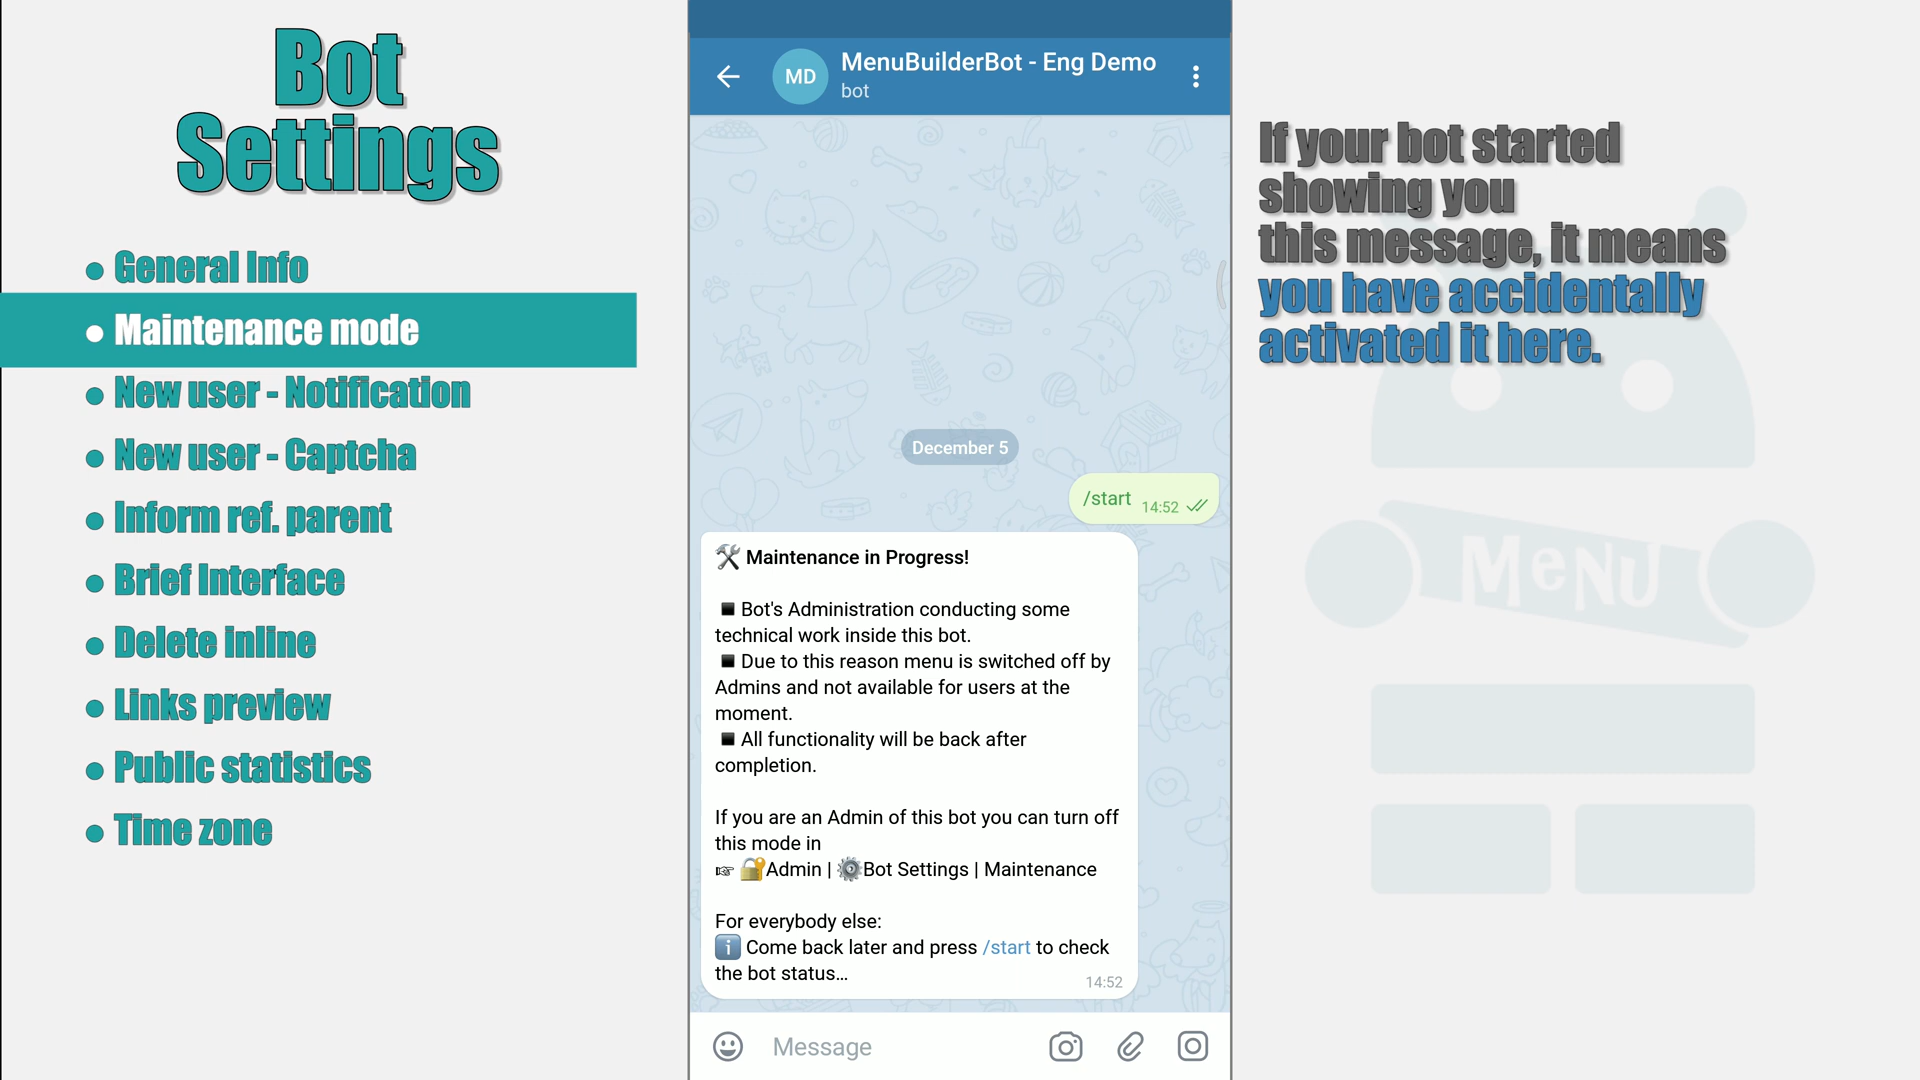 Bot
Settings
● General Info
● Maintenance mode
● New user - Notification
● New user - Captcha
● Inform ref. parent
● Brief Interface
● Delete inline
● Links preview
● Public statistics
● Time zone
MD
MenuBuilderBot - Eng Demo
bot
December 5
/start 14:52
🛠 Maintenance in Progress!
◾ Bot's Administration conducting some
technical work inside this bot.
◾ Due to this reason menu is switched off by
Admins and not available for users at the
moment.
◾ All functionality will be back after
completion.
If you are an Admin of this bot you can turn off
this mode in
☞ 🔐Admin | ⚙Bot Settings | Maintenance
For everybody else:
ℹ Come back later and press /start to check
the bot status...
14:52
Message
If your bot started
showing you
this message, it means
you have accidentally
activated it here.
MeNU